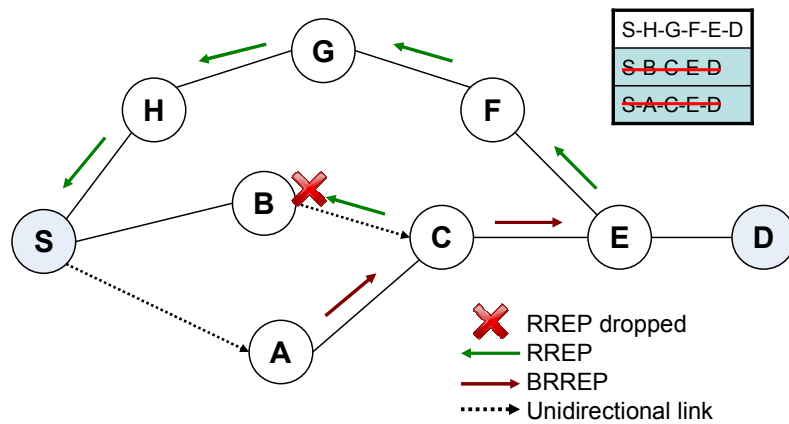 G
S-H-G-F-E-D
S-B-C-E-D
S-A-C-E-D
H
F
B
S
C
E
D
A
RREP dropped
RREP
BRREP
Unidirectional link